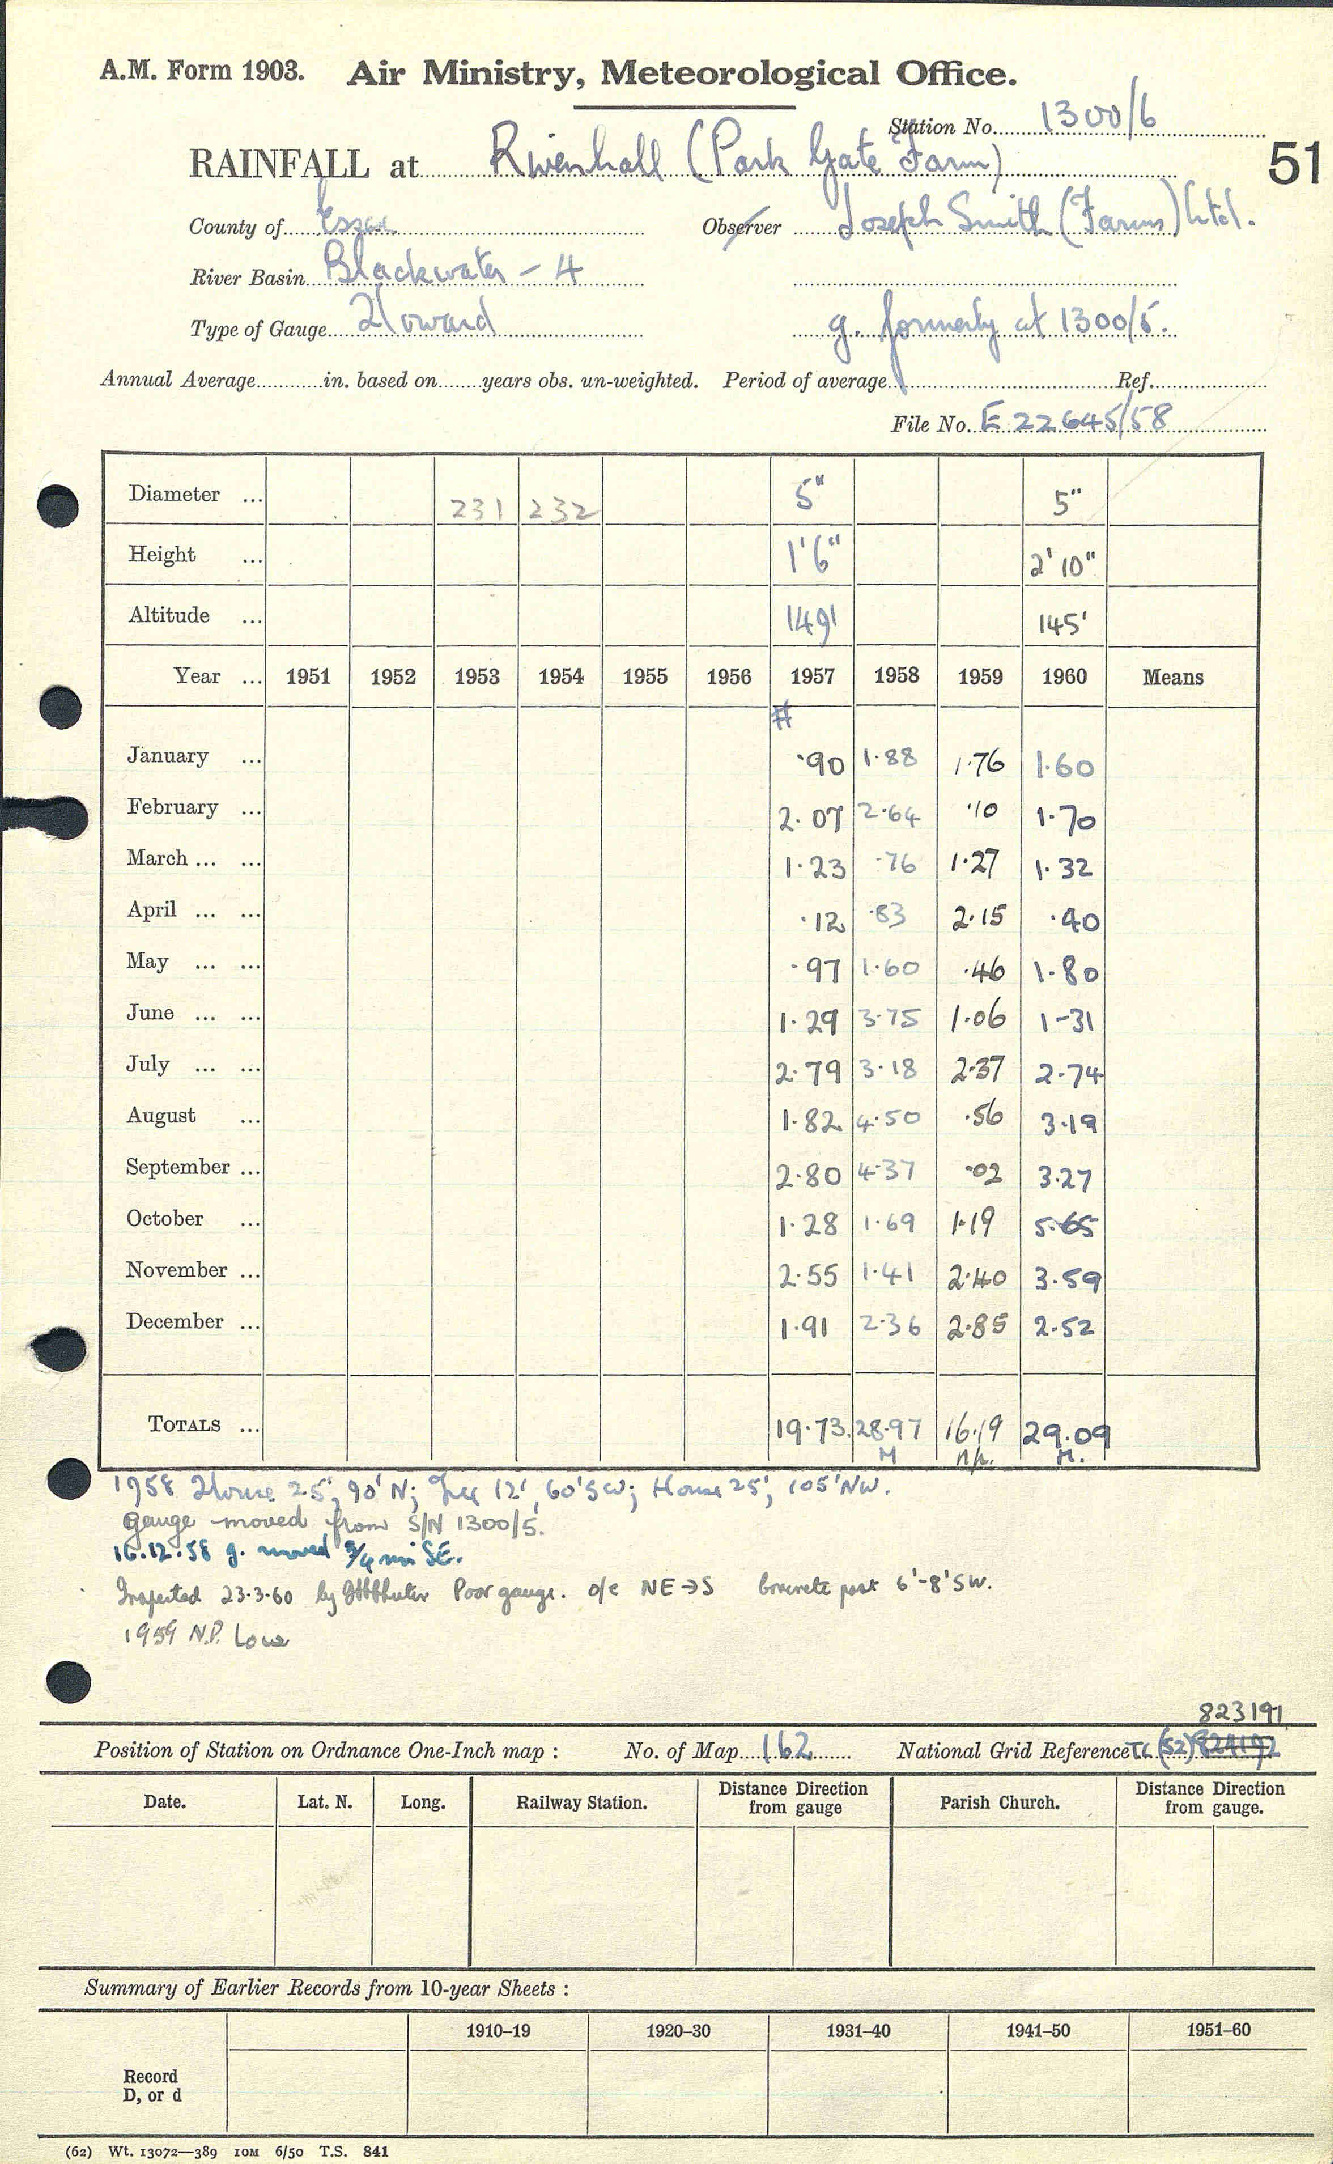 A.M. Form 1903. Air Ministry, Meteorological Office.
Station No. 1300/6
RAINFALL at Rivenhall (Park Gate Farm)
51
County of Essex Observer Joseph Smith (Farms) Ltd.
River Basin Blackwater - 4
Type of Gauge Howard g. formerly at 1300/5.
Annual Average in. based on years obs. un-weighted. Period of average Ref.
File No. E 22645/58
Diameter ... 231 232 5" 5"
Height ... 1'6" 2'10"
Altitude ... 149' 145'
Year ... 1951 1952 1953 1954 1955 1956 1957 1958 1959 1960 Means
#
January ... ·90 1·88 1·76 1·60
February ... 2·07 2·64 ·10 1·70
March ... ... 1·23 ·76 1·27 1·32
April ... ... ·12 ·83 2·15 ·40
May ... ... ·97 1·60 ·46 1·80
June ... ... 1·29 3·75 1·06 1-31
July ... ... 2·79 3·18 2·37 2·74
August ... 1·82 4·50 ·56 3·19
September ... 2·80 4·37 ·02 3·27
October ... 1·28 1·69 1·19 5·65
November ... 2·55 1·41 2·40 3·59
December ... 1·91 2·36 2·85 2·52
TOTALS ... 19·73 28·97 16·19 29·09
M M.
1958 House 25', 90' N; Tree 12', 60' SW; House 25', 105' NW.
Gauge moved from S/N 1300/5.
16.12.58 g. moved 3/4 mi SE.
Inspected 23·3·60 by Poor gauge. o/e NE→S Concrete post 6'-8' SW.
1959 N.P. Low
823191
Position of Station on Ordnance One-Inch map : No. of Map 162 National Grid Reference TL (52) 824192
Date. Lat. N. Long. Railway Station. Distance Direction from gauge Parish Church. Distance Direction from gauge.
Summary of Earlier Records from 10-year Sheets :
1910–19 1920–30 1931–40 1941–50 1951–60
Record
D, or d
(62) Wt. 13072—389 10M 6/50 T.S. 841